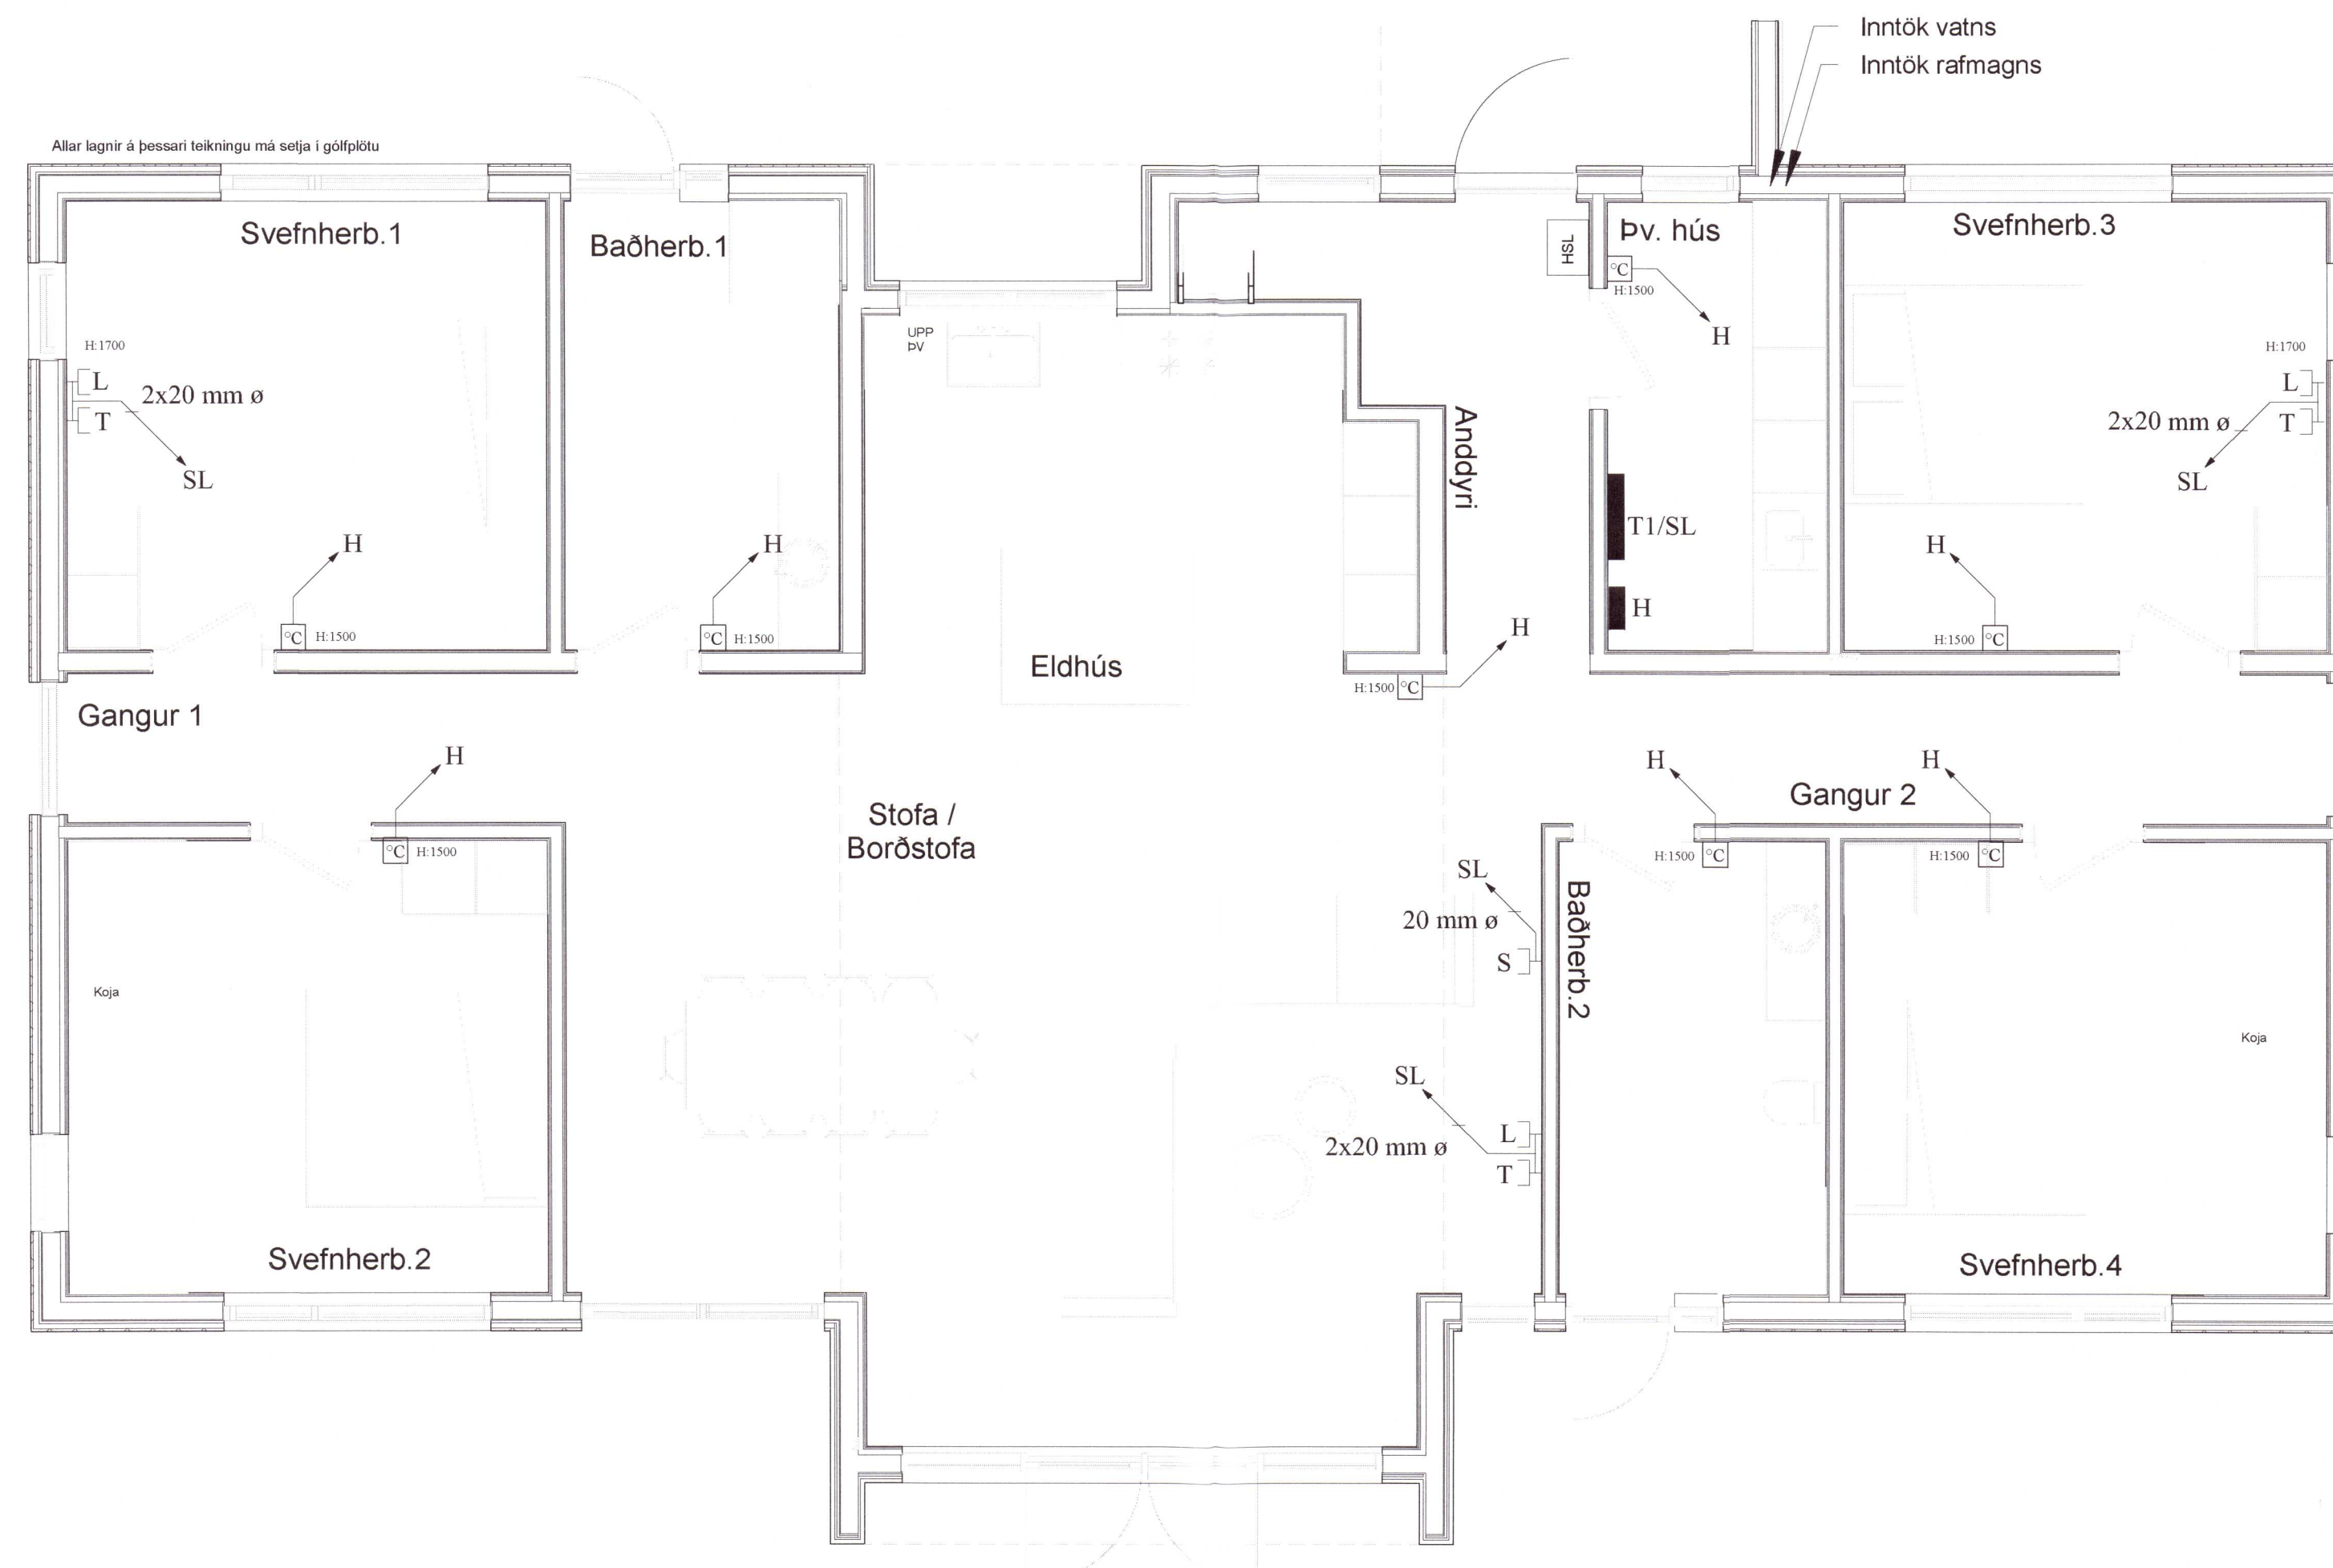 Inntök vatns
Inntök rafmagns
Allar lagnir á þessari teikningu má setja í gólfplötu
Svefnherb.1
Baðherb.1
HSL
Þv. hús
Svefnherb.3
°C
H:1500
H
UPP
ÞV
H:1700
L
2x20 mm ø
T
SL
H:1700
L
2x20 mm ø
T
SL
Anddyri
T1/SL
H
H
°C H:1500
H
°C H:1500
H
H:1500 °C
H
H:1500 °C
Eldhús
Gangur 1
H
°C H:1500
Stofa /
Borðstofa
H
H:1500 °C
H
H:1500 °C
Gangur 2
SL
20 mm ø
S
Baðherb.2
Koja
Koja
SL
2x20 mm ø
L
T
Svefnherb.2
Svefnherb.4